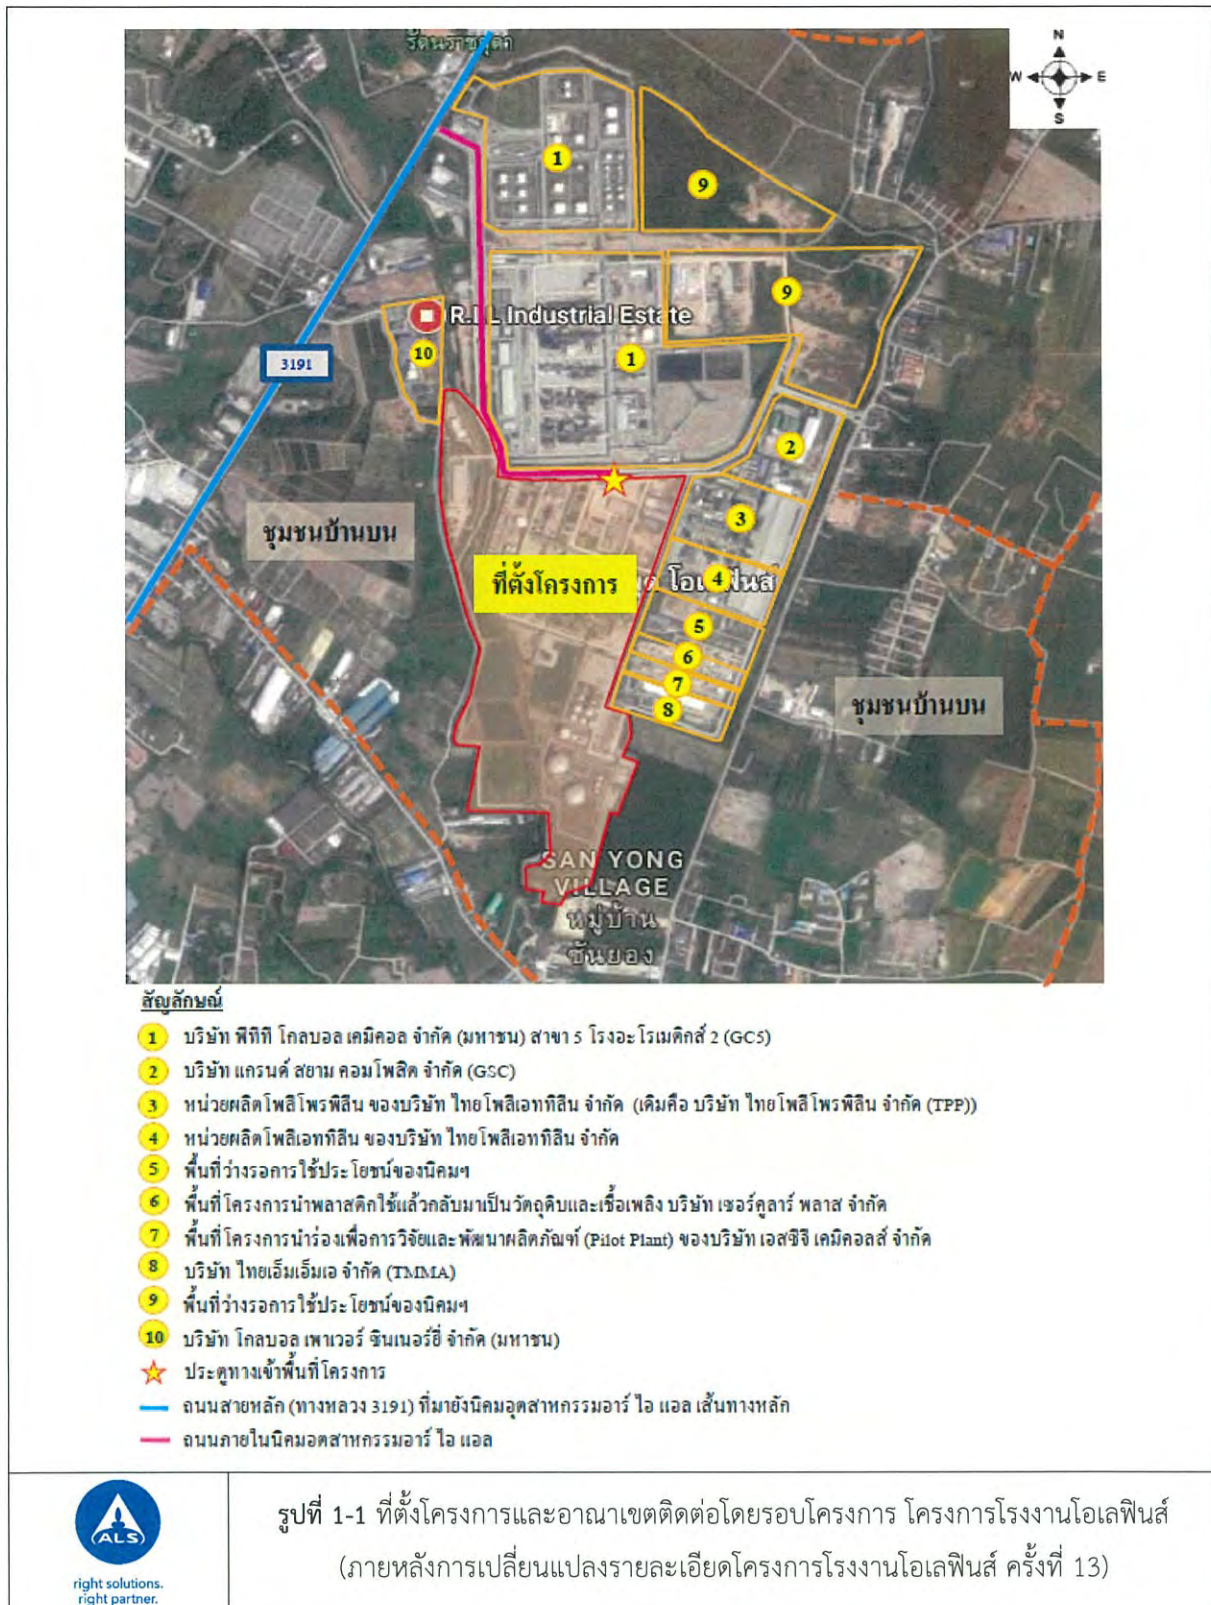 รัตนราชสุดา
N
W
E
S
1
9
9
R.I.L Industrial Estate
10
1
3191
2
3
ชุมชนบ้านบน
ที่ตั้งโครงการ
4
5
6
7
8
ชุมชนบ้านบน
SAN YONG
VILLAGE
หมู่บ้าน
ซันยอง
สัญลักษณ์
1 บริษัท พีทีที โกลบอล เคมิคอล จำกัด (มหาชน) สาขา 5 โรงอะโรเมติกส์ 2 (GC5)
2 บริษัท แกรนด์ สยาม คอมโพสิต จำกัด (GSC)
3 หน่วยผลิตโพลีโพรพิลีน ของบริษัท ไทยโพลีเอททิลีน จำกัด (เดิมคือ บริษัท ไทยโพลีโพรพิลีน จำกัด (TPP))
4 หน่วยผลิตโพลีเอททิลีน ของบริษัท ไทยโพลีเอททิลีน จำกัด
5 พื้นที่ว่างรอการใช้ประโยชน์ของนิคมฯ
6 พื้นที่โครงการนำพลาสติกใช้แล้วกลับมาเป็นวัตถุดิบและเชื้อเพลิง บริษัท เซอร์คูลาร์ พลาส จำกัด
7 พื้นที่โครงการนำร่องเพื่อการวิจัยและพัฒนาผลิตภัณฑ์ (Pilot Plant) ของบริษัท เอสซีจี เคมิคอลส์ จำกัด
8 บริษัท ไทยเอ็มเอ็มเอ จำกัด (TMMA)
9 พื้นที่ว่างรอการใช้ประโยชน์ของนิคมฯ
10 บริษัท โกลบอล เพาเวอร์ ซินเนอร์ยี่ จำกัด (มหาชน)
ประตูทางเข้าพื้นที่โครงการ
ถนนสายหลัก (ทางหลวง 3191) ที่มายังนิคมอุตสาหกรรมอาร์ ไอ แอล เส้นทางหลัก
ถนนภายในนิคมอุตสาหกรรมอาร์ ไอ แอล
ALS
right solutions.
right partner.
รูปที่ 1-1 ที่ตั้งโครงการและอาณาเขตติดต่อโดยรอบโครงการ โครงการโรงงานโอเลฟินส์
(ภายหลังการเปลี่ยนแปลงรายละเอียดโครงการโรงงานโอเลฟินส์ ครั้งที่ 13)